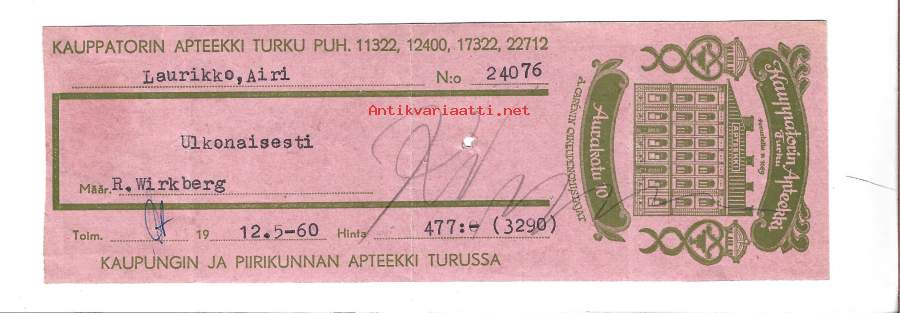 KAUPPATORIN APTEEKKI TURKU PUH. 11322, 12400, 17322, 22712
Laurikko,Airi N:o 24076
Antikvariaatti.net
Ulkonaisesti
Määr. R.Wirkberg
Toim. 19 12.5-60 Hinta 477:- (3290)
KAUPUNGIN JA PIIRIKUNNAN APTEEKKI TURUSSA
Kauppatorin Apteekki
Turku
APTEEKKI
Aurakatu 10